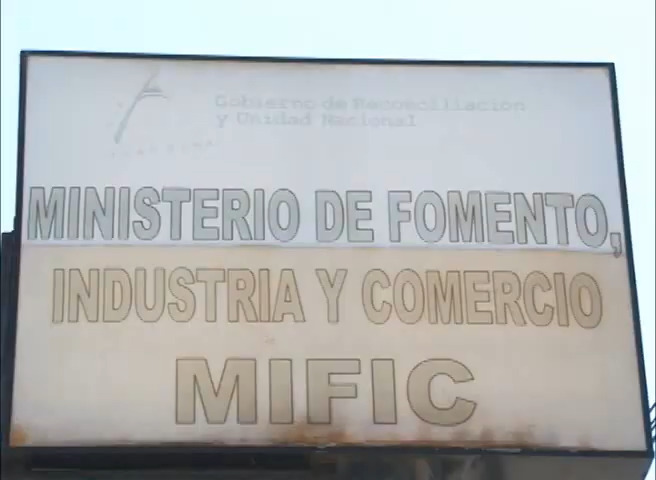 Gobierno de Reconciliación
y Unidad Nacional
MINISTERIO DE FOMENTO,
INDUSTRIA Y COMERCIO
MIFIC